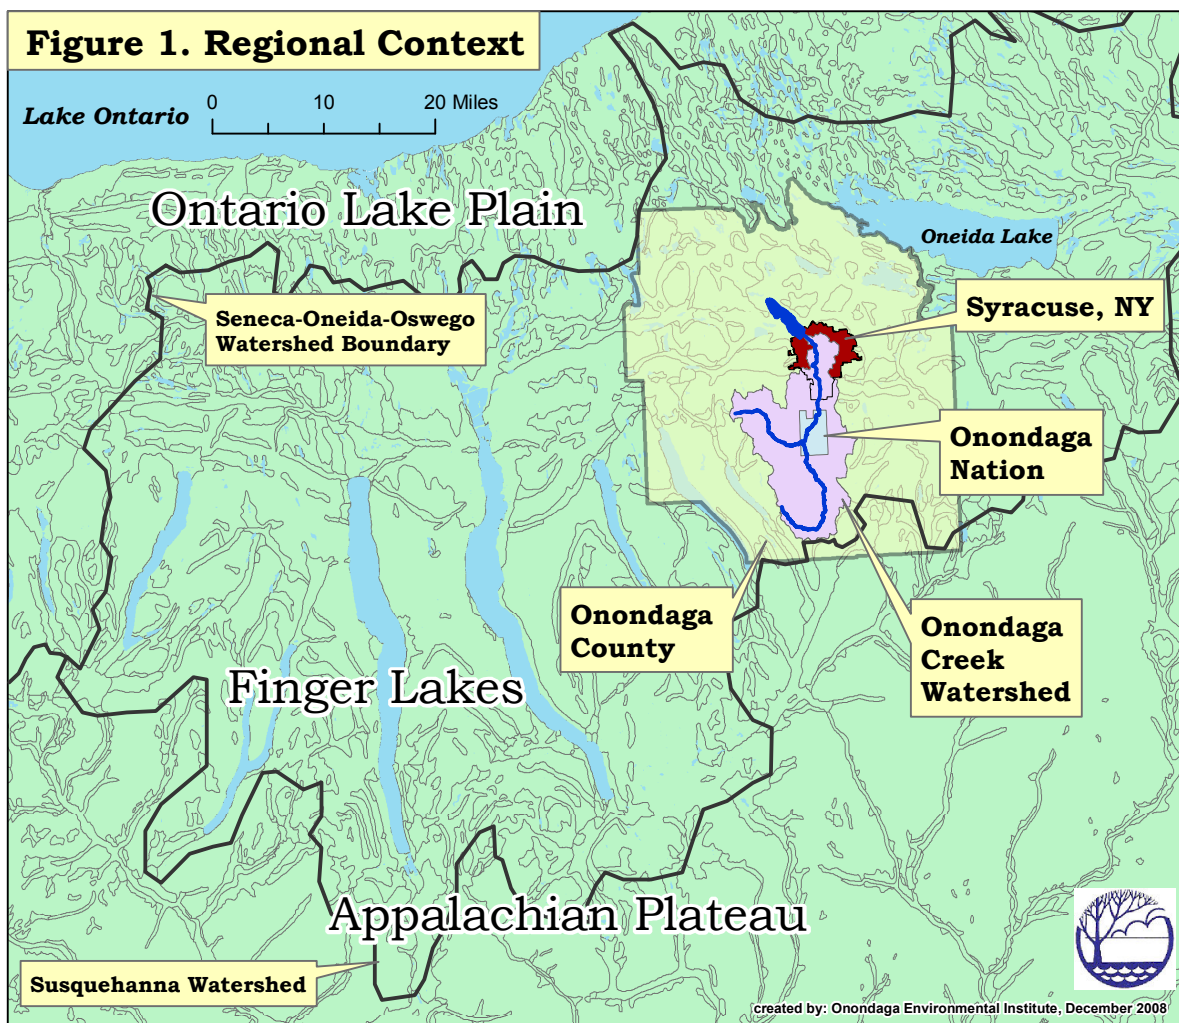 Figure 1. Regional Context
Lake Ontario
0 10 20 Miles
Ontario Lake Plain
Oneida Lake
Seneca-Oneida-Oswego
Watershed Boundary
Syracuse, NY
Onondaga
Nation
Onondaga
County
Onondaga
Creek
Watershed
Finger Lakes
Appalachian Plateau
Susquehanna Watershed
created by: Onondaga Environmental Institute, December 2008